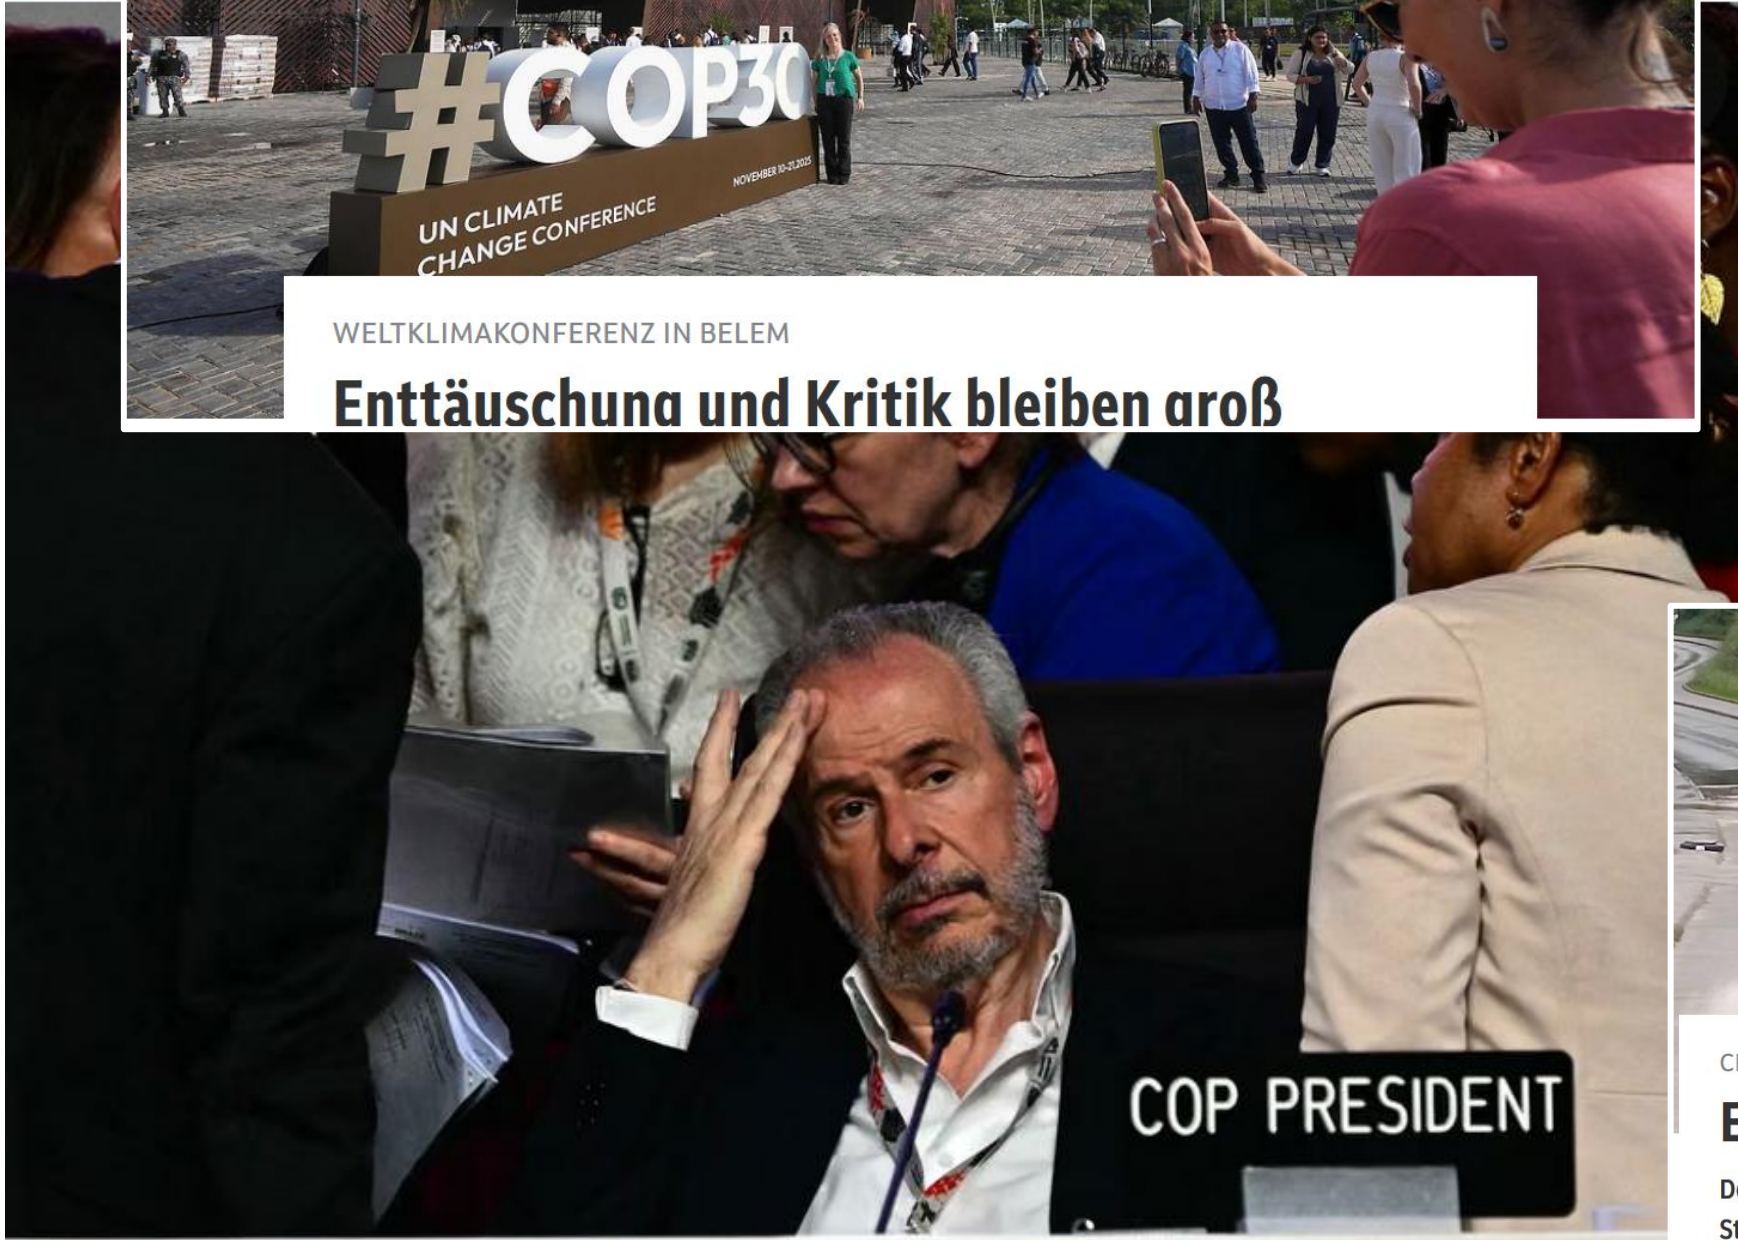 #COP30
UN CLIMATE
CHANGE CONFERENCE
NOVEMBER 10-21, 2025
WELTKLIMAKONFERENZ IN BELEM
Enttäuschung und Kritik bleiben groß
COP PRESIDENT